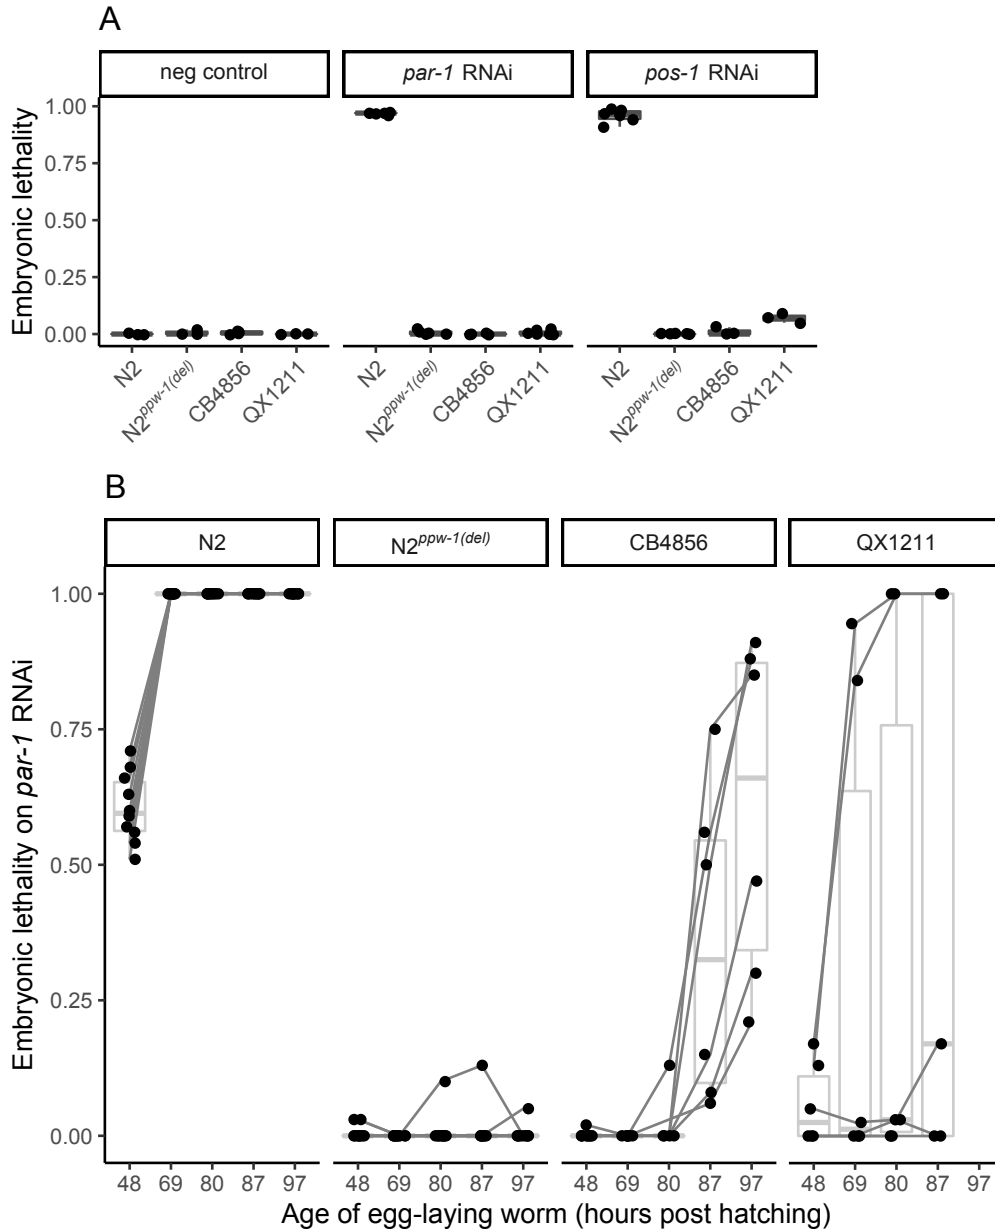 A
neg control par-1 RNAi pos-1 RNAi
Embryonic lethality
1.00
0.75
0.50
0.25
0.00
N2 N2ppw-1(del) CB4856 QX1211 N2 N2ppw-1(del) CB4856 QX1211 N2 N2ppw-1(del) CB4856 QX1211
B
N2 N2ppw-1(del) CB4856 QX1211
Embryonic lethality on par-1 RNAi
1.00
0.75
0.50
0.25
0.00
48 69 80 87 97 48 69 80 87 97 48 69 80 87 97 48 69 80 87 97
Age of egg-laying worm (hours post hatching)